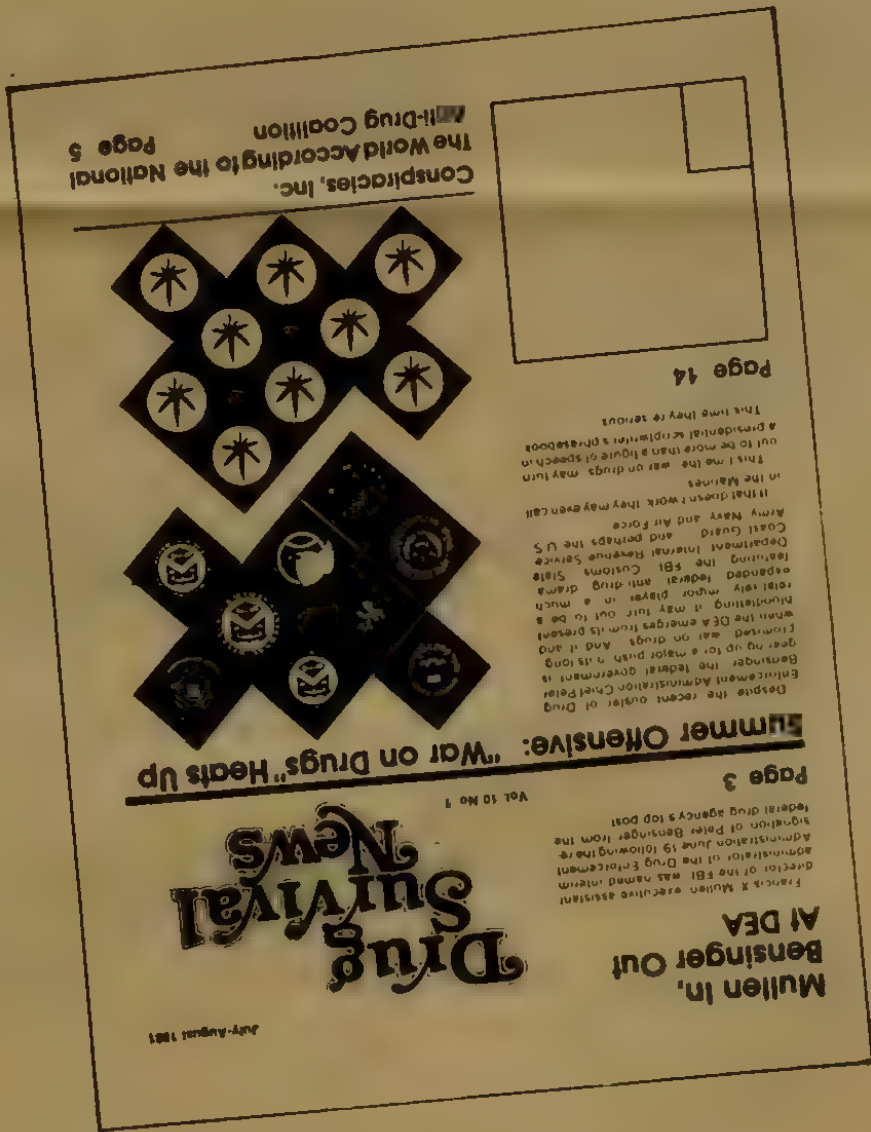 July-August 1981
Mullen In,
Bensinger Out
At DEA
Francis X Mullen executive assistant
director of the FBI was named interim
administrator of the Drug Enforcement
Administration June 19 following the re-
signation of Peter Bensinger from the
federal drug agency's top post
Page 3
Drug
Survival
News
Vol. 10 No 1
Summer Offensive: "War on Drugs" Heats Up
Despite the recent ouster of Drug
Enforcement Administration Chief Peter
Bensinger the federal government is
gearing up for a major push in its long
promised war on drugs And if and
when the DEA emerges from its present
bloodletting it may turn out to be a
relatively major player in a much
expanded federal anti-drug drama
featuring the FBI Customs State
Department Internal Revenue Service
Coast Guard and perhaps the U S
Army Navy and Air Force
If that doesn't work they may even call
in the Marines
This time the war on drugs may turn
out to be more than a figure of speech in
a presidential scriptwriter's phrasebook
This time they're serious
Page 14
Conspiracies, Inc.
The World According to the National
Anti-Drug Coalition
Page 5